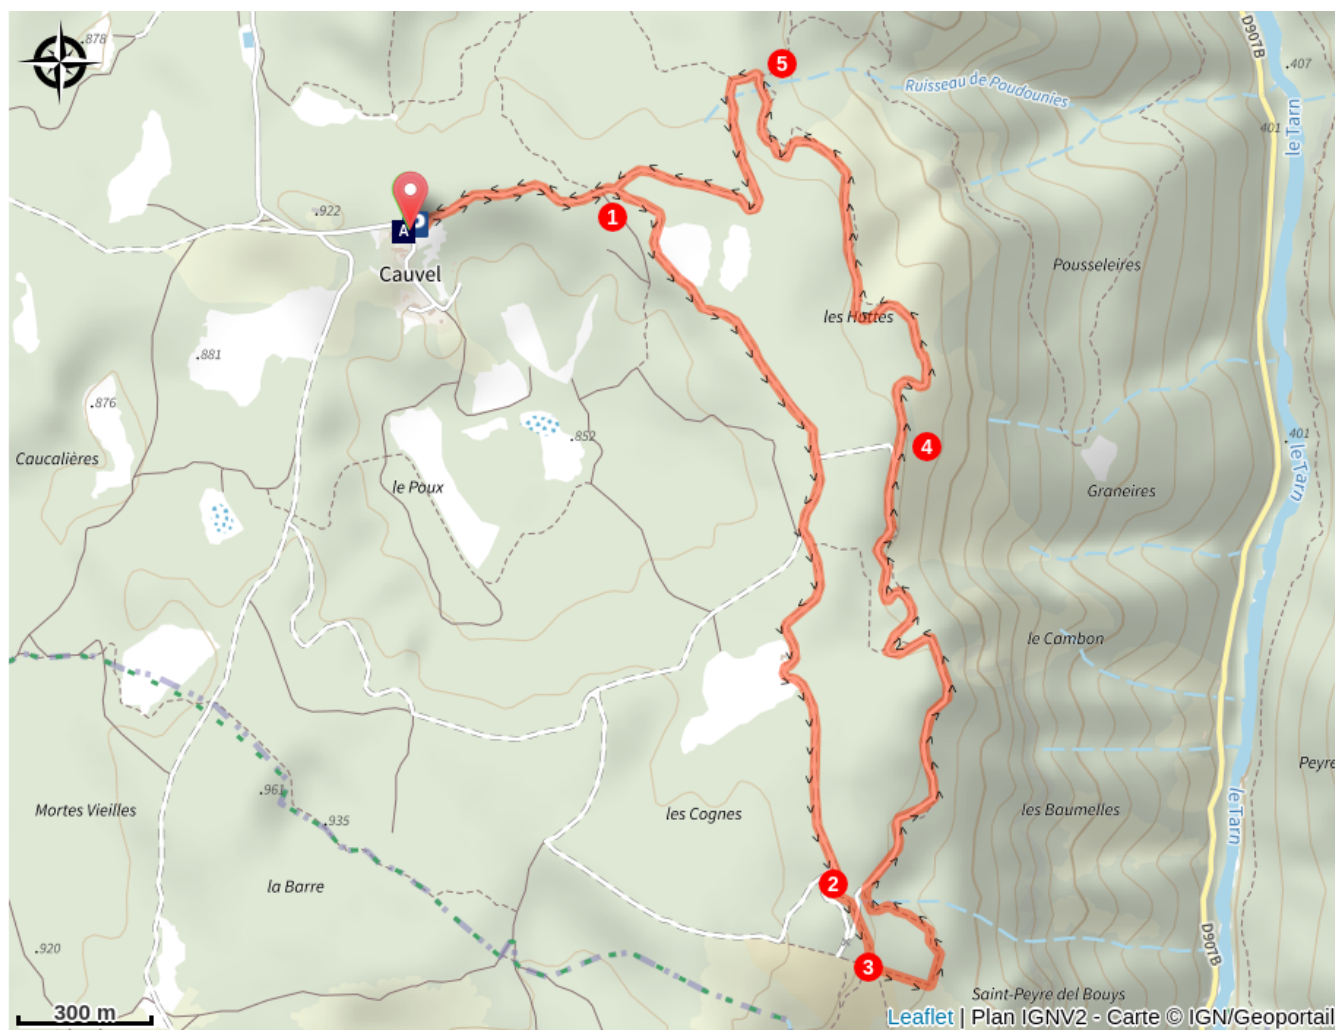 .878
D907B
.407
5
Ruisseau de Poudounies
le Tarn
401
.922
1
A
Cauvel
Pousseleires
les Hottes
.881
.876
.852
.401
le Tarn
4
Caucalières
le Poux
Graneires
le Cambon
Peyre
.961
le Tarn
Mortes Vieilles
.935
les Cognes
les Baumelles
la Barre
2
.920
D907B
3
Saint-Peyre del Bouys
300 m
Leaflet | Plan IGNV2 - Carte © IGN/Geoportail